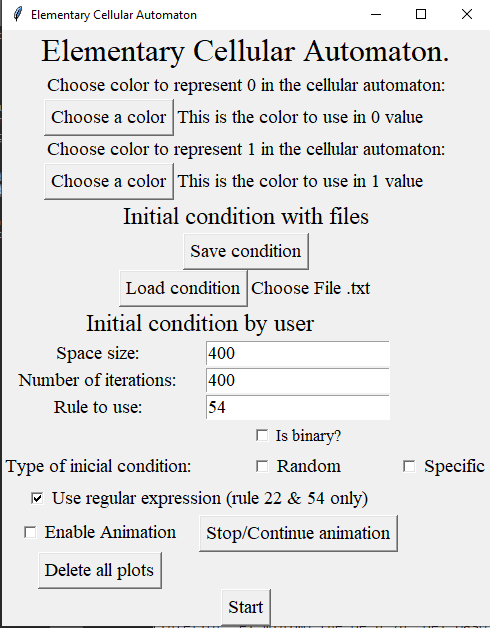 Elementary Cellular Automaton
Elementary Cellular Automaton.
Choose color to represent 0 in the cellular automaton:
Choose a color This is the color to use in 0 value
Choose color to represent 1 in the cellular automaton:
Choose a color This is the color to use in 1 value
Initial condition with files
Save condition
Load condition Choose File .txt
Initial condition by user
Space size: 400
Number of iterations: 400
Rule to use: 54
Is binary?
Type of inicial condition: Random Specific
Use regular expression (rule 22 & 54 only)
Enable Animation Stop/Continue animation
Delete all plots
Start